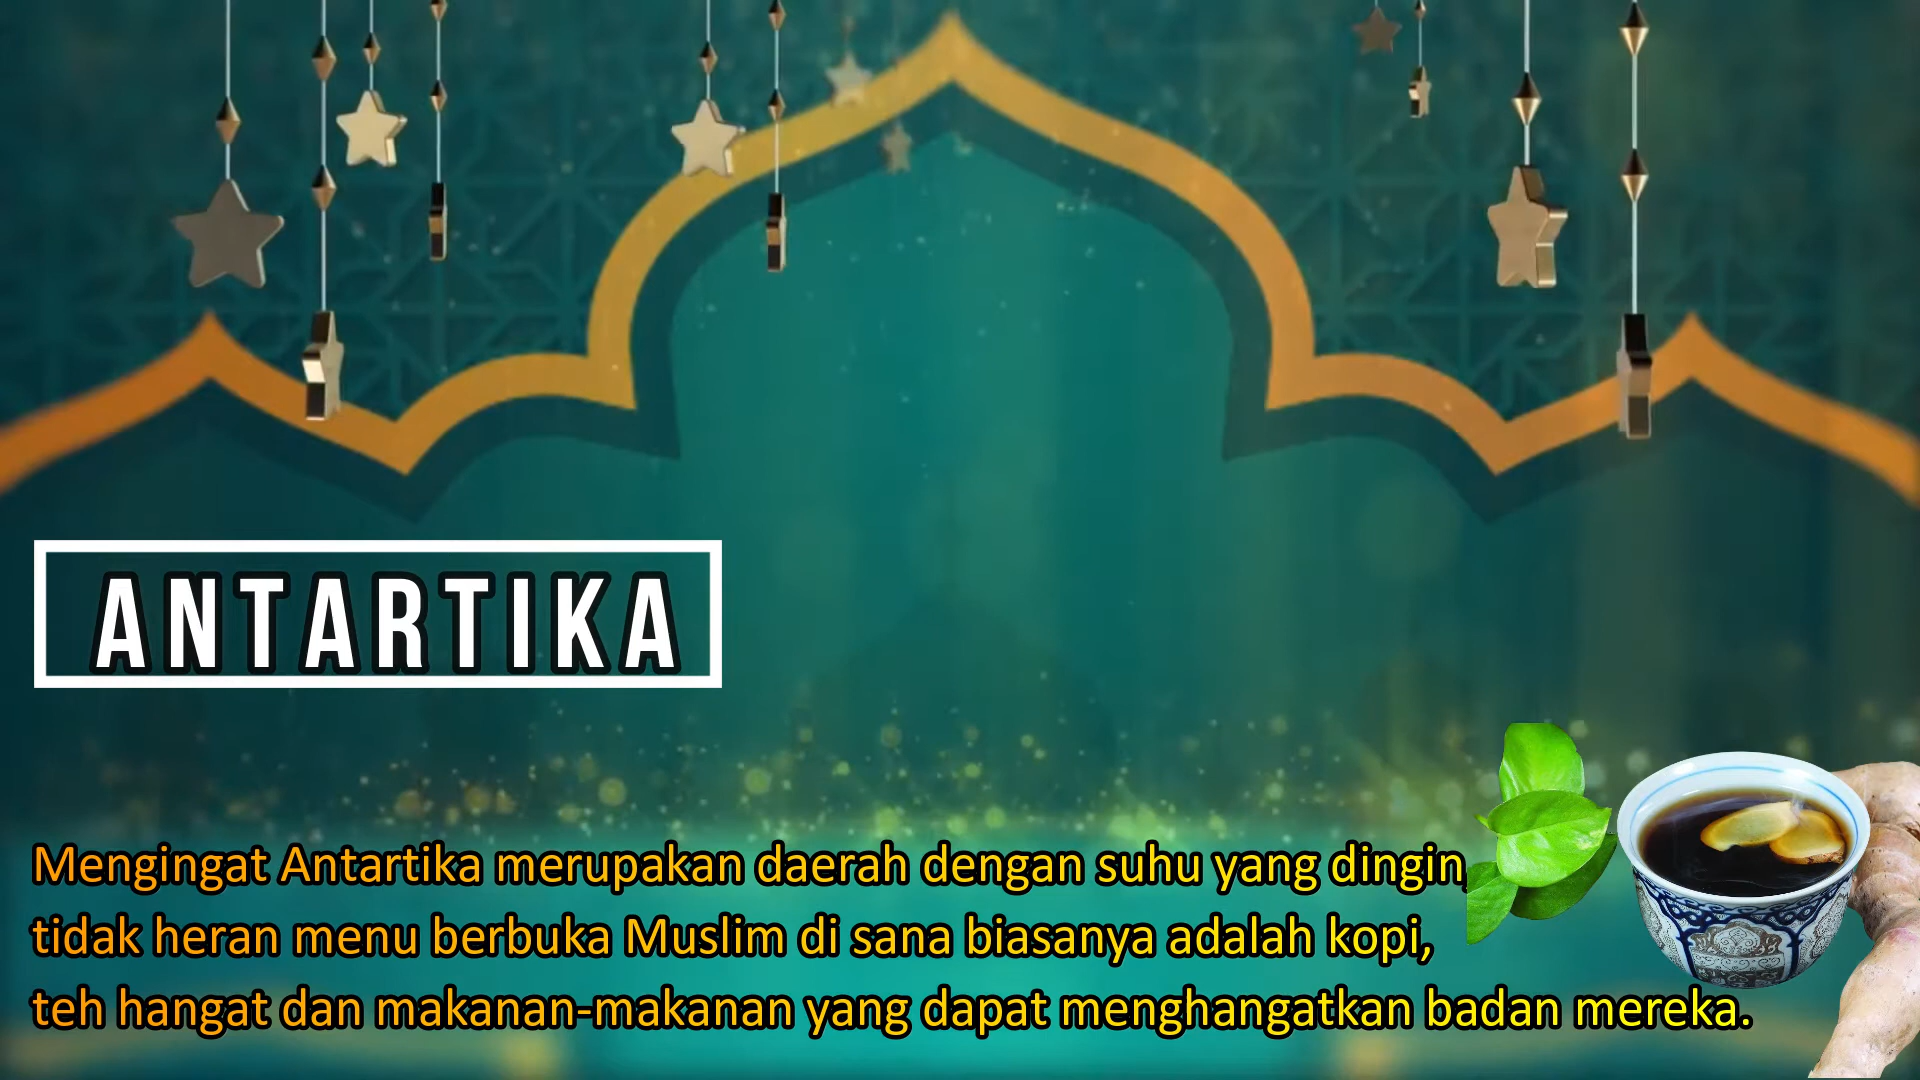 ANTARTIKA
Mengingat Antartika merupakan daerah dengan suhu yang dingin,
tidak heran menu berbuka Muslim di sana biasanya adalah kopi,
teh hangat dan makanan-makanan yang dapat menghangatkan badan mereka.